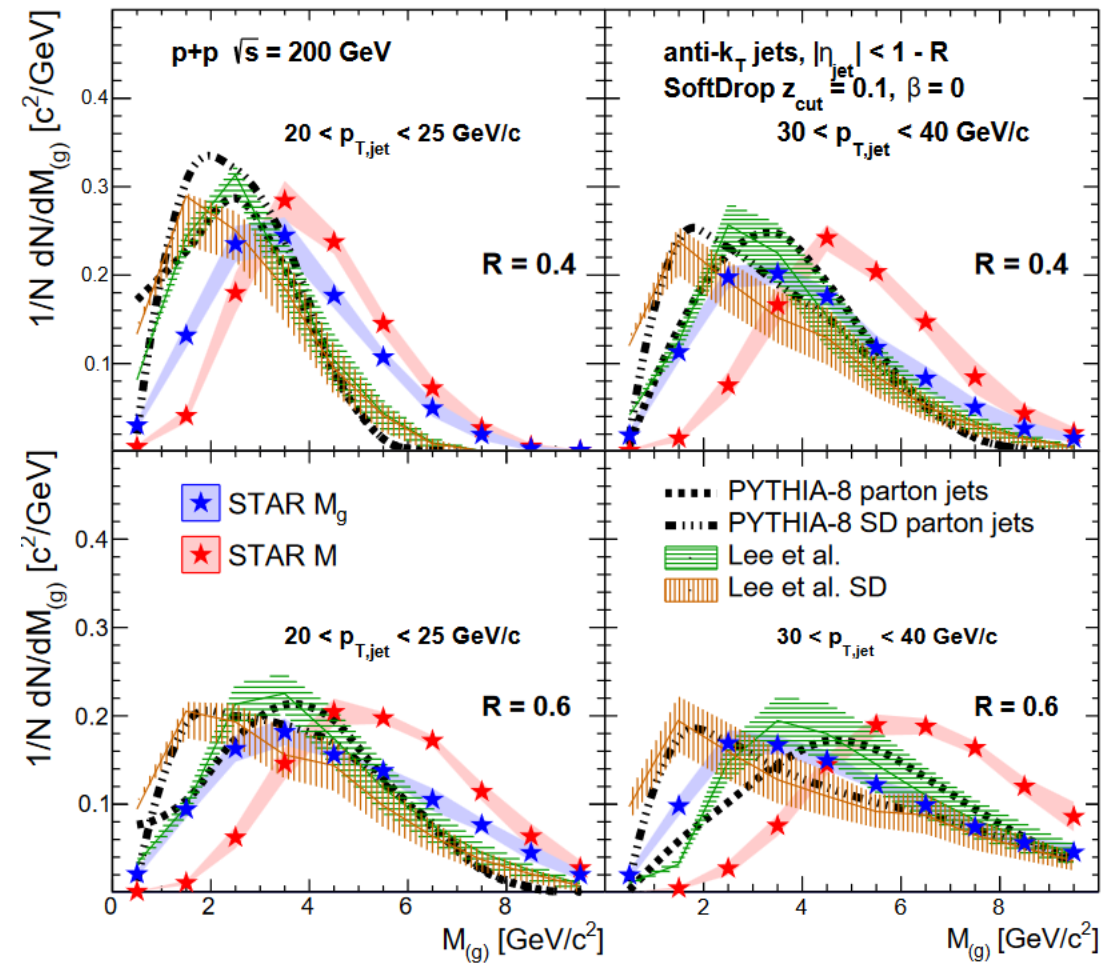 p+p √s = 200 GeV
20 < p_T,jet < 25 GeV/c
R = 0.4
anti-k_T jets, |η_jet| < 1 - R
SoftDrop z_cut = 0.1, β = 0
30 < p_T,jet < 40 GeV/c
R = 0.4
1/N dN/dM_(g) [c²/GeV]
0.4
0.3
0.2
0.1
STAR M_g
STAR M
20 < p_T,jet < 25 GeV/c
R = 0.6
PYTHIA-8 parton jets
PYTHIA-8 SD parton jets
Lee et al.
Lee et al. SD
30 < p_T,jet < 40 GeV/c
R = 0.6
1/N dN/dM_(g) [c²/GeV]
0.4
0.3
0.2
0.1
0 2 4 6 8
2 4 6 8
M_(g) [GeV/c²]
M_(g) [GeV/c²]